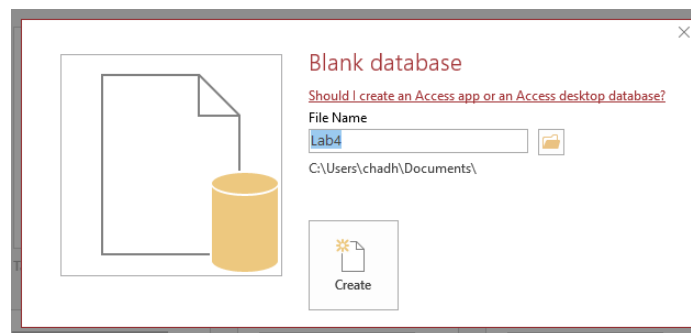 Blank database
Should I create an Access app or an Access desktop database?
File Name
Lab4
C:\Users\chadh\Documents\
Create